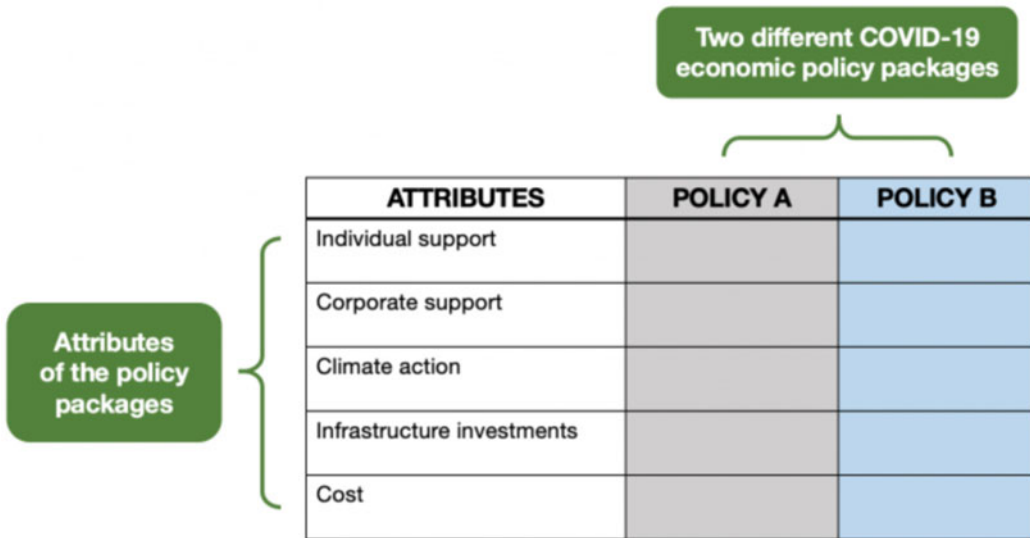 Two different COVID-19
economic policy packages
ATTRIBUTES POLICY A POLICY B
Individual support
Corporate support
Climate action
Infrastructure investments
Cost
Attributes
of the policy
packages